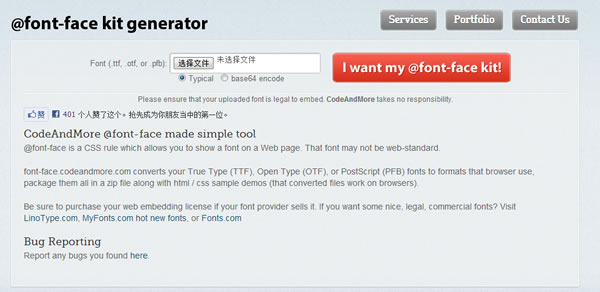 @font-face kit generator
Services Portfolio Contact Us
Font (.ttf, .otf, or .pfb): 选择文件 未选择文件
Typical base64 encode
I want my @font-face kit!
Please ensure that your uploaded font is legal to embed. CodeAndMore takes no responsibility.
赞 401 个人赞了这个。抢先成为你朋友当中的第一位。
CodeAndMore @font-face made simple tool
@font-face is a CSS rule which allows you to show a font on a Web page. That font may not be web-standard.
font-face.codeandmore.com converts your True Type (TTF), Open Type (OTF), or PostScript (PFB) fonts to formats that browser use,
package them all in a zip file along with html / css sample demos (that converted files work on browsers).
Be sure to purchase your web embedding license if your font provider sells it. If you want some nice, legal, commercial fonts? Visit
LinoType.com, MyFonts.com hot new fonts, or Fonts.com
Bug Reporting
Report any bugs you found here.